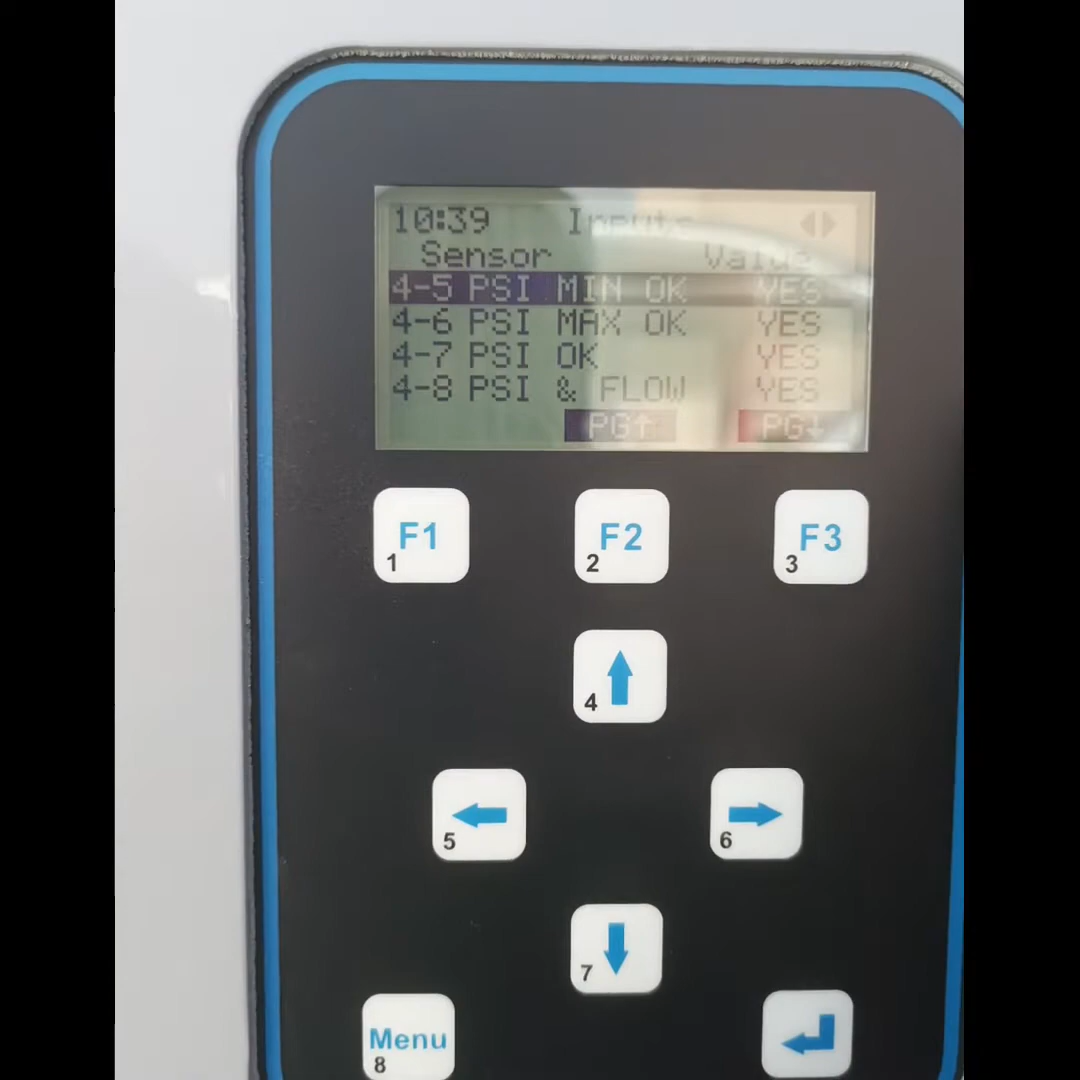 10:39 Inputs
Sensor Value
4-5 PSI MIN OK YES
4-6 PSI MAX OK YES
4-7 PSI OK YES
4-8 PSI & FLOW YES
PG↑ PG↓
F1 F2 F3
1 2 3
4
5 6
7
Menu
8